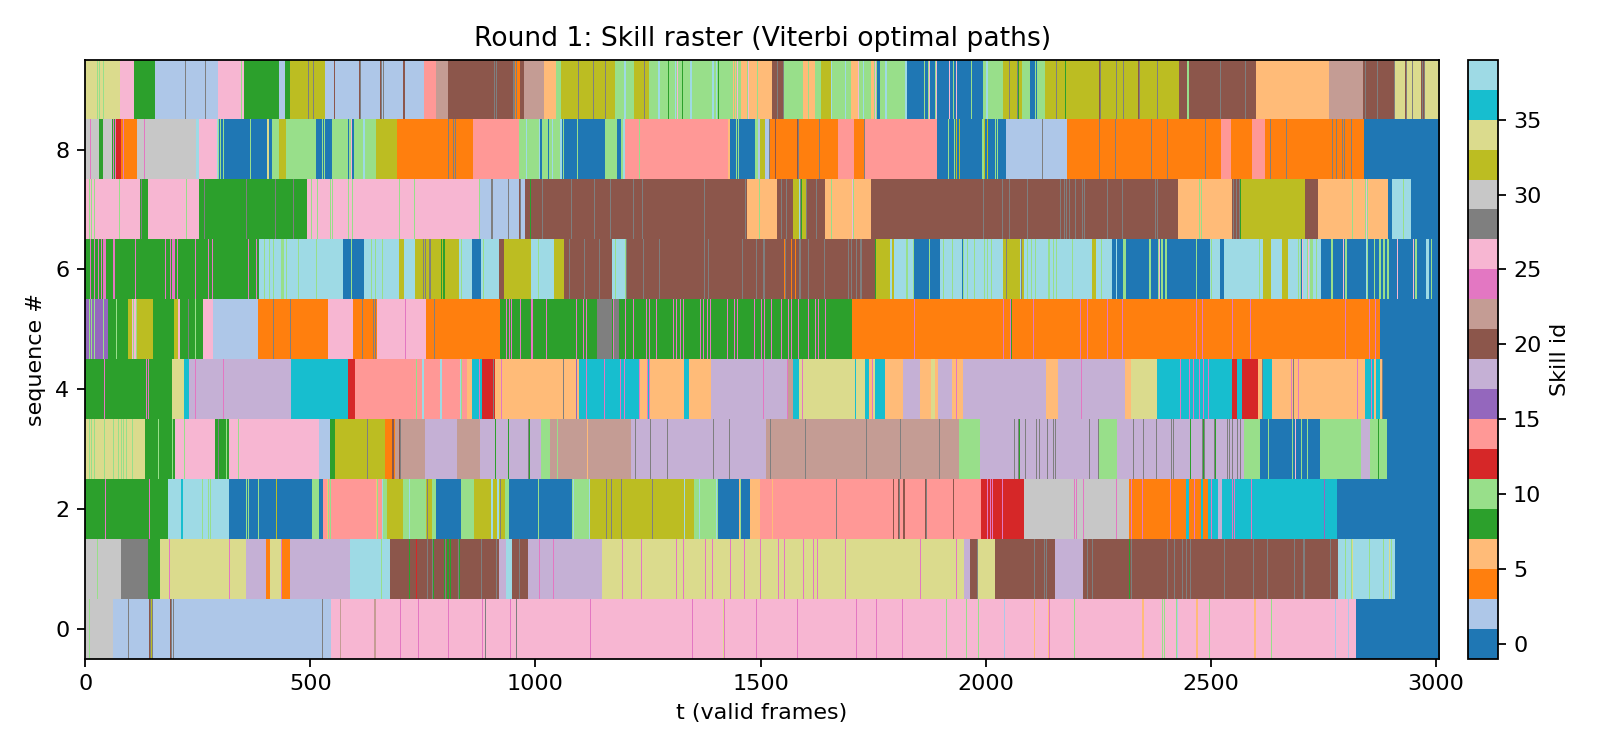 Round 1: Skill raster (Viterbi optimal paths)
sequence #
8
6
4
2
0
0 500 1000 1500 2000 2500 3000
t (valid frames)
35
30
25
20
15
10
5
0
Skill id